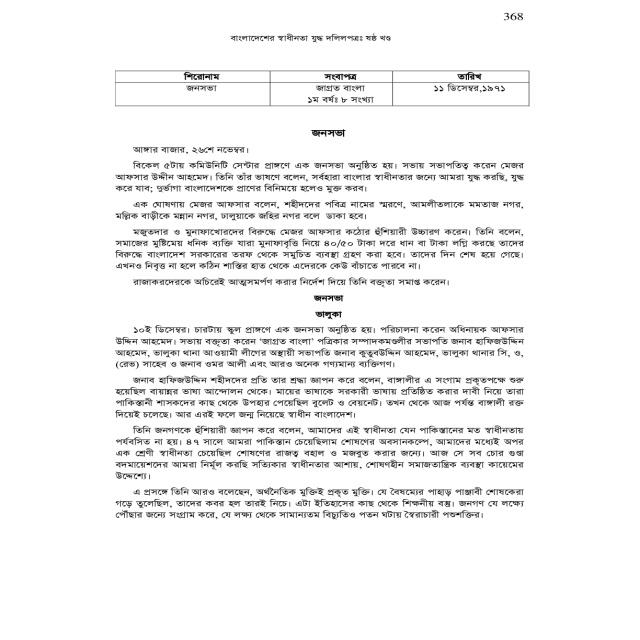 368
বাংলাদেশের স্বাধীনতা যুদ্ধ দলিলপত্রঃ ষষ্ঠ খণ্ড
শিরোনাম সংবাপত্র তারিখ
জনসভা জাগ্রত বাংলা ১১ ডিসেম্বর,১৯৭১
১ম বর্ষঃ ৮ সংখ্যা
জনসভা
আঙ্গার বাজার, ২৬শে নভেম্বর।
বিকেল ৫টায় কমিউনিটি সেন্টার প্রাঙ্গণে এক জনসভা অনুষ্ঠিত হয়। সভায় সভাপতিত্ব করেন মেজর
আফসার উদ্দীন আহমেদ। তিনি তাঁর ভাষণে বলেন, সর্বহারা বাংলার স্বাধীনতার জন্যে আমরা যুদ্ধ করছি, যুদ্ধ
করে যাব; দুর্ভাগা বাংলাদেশকে প্রাণের বিনিময়ে হলেও মুক্ত করব।
এক ঘোষণায় মেজর আফসার বলেন, শহীদদের পবিত্র নামের স্মরণে, আমলীতলাকে মমতাজ নগর,
মল্লিক বাড়ীকে মন্নান নগর, ঢালুয়াকে জহির নগর বলে ডাকা হবে।
মজুতদার ও মুনাফাখোরদের বিরুদ্ধে মেজর আফসার কঠোর হুঁশিয়ারী উচ্চারণ করেন। তিনি বলেন,
সমাজের মুষ্টিমেয় ধনিক ব্যক্তি যারা মুনাফাবৃত্তি নিয়ে ৪০/৫০ টাকা দরে ধান বা টাকা লগ্নি করছে তাদের
বিরুদ্ধে বাংলাদেশ সরকারের তরফ থেকে সমুচিত ব্যবস্থা গ্রহণ করা হবে। তাদের দিন শেষ হয়ে গেছে।
এখনও নিবৃত্ত না হলে কঠিন শাস্তির হাত থেকে এদেরকে কেউ বাঁচাতে পারবে না।
রাজাকরদেরকে অচিরেই আত্মসমর্পণ করার নির্দেশ দিয়ে তিনি বক্তৃতা সমাপ্ত করেন।
জনসভা
ভালুকা
১০ই ডিসেম্বর। চারটায় স্কুল প্রাঙ্গণে এক জনসভা অনুষ্ঠিত হয়। পরিচালনা করেন অধিনায়ক আফসার
উদ্দিন আহমেদ। সভায় বক্তৃতা করেন ‘জাগ্রত বাংলা’ পত্রিকার সম্পাদকমণ্ডলীর সভাপতি জনাব হাফিজউদ্দিন
আহমেদ, ভালুকা থানা আওয়ামী লীগের অস্থায়ী সভাপতি জনাব কুতুবউদ্দিন আহমেদ, ভালুকা থানার সি, ও,
(রেভ) সাহেব ও জনাব ওমর আলী এবং আরও অনেক গণ্যমান্য ব্যক্তিগণ।
জনাব হাফিজউদ্দিন শহীদদের প্রতি তার শ্রদ্ধা জ্ঞাপন করে বলেন, বাঙ্গালীর এ সংগাম প্রকৃতপক্ষে শুরু
হয়েছিল বায়ান্নর ভাষা আন্দোলন থেকে। মায়ের ভাষাকে সরকারী ভাষায় প্রতিষ্ঠিত করার দাবী নিয়ে তারা
পাকিস্তানী শাসকদের কাছ থেকে উপহার পেয়েছিল বুলেট ও বেয়নেট। তখন থেকে আজ পর্যন্ত বাঙ্গালী রক্ত
দিয়েই চলেছে। আর এরই ফলে জন্ম নিয়েছে স্বাধীন বাংলাদেশ।
তিনি জনগণকে হুঁশিয়ারী জ্ঞাপন করে বলেন, আমাদের এই স্বাধীনতা যেন পাকিস্তানের মত স্বাধীনতায়
পর্যবসিত না হয়। ৪৭ সালে আমরা পাকিস্তান চেয়েছিলাম শোষণের অবসানকল্পে, আমাদের মধ্যেই অপর
এক শ্রেণী স্বাধীনতা চেয়েছিল শোষণের রাজত্ব বহাল ও মজবুত করার জন্যে। আজ সে সব চোর গুণ্ডা
বদমায়েশদের আমরা নির্মূল করছি সত্যিকার স্বাধীনতার আশায়, শোষণহীন সমাজতান্ত্রিক ব্যবস্থা কায়েমের
উদ্দেশ্যে।
এ প্রসঙ্গে তিনি আরও বলেছেন, অর্থনৈতিক মুক্তিই প্রকৃত মুক্তি। যে বৈষম্যের পাহাড় পাঞ্জাবী শোষকেরা
গড়ে তুলেছিল, তাদের কবর হল তারই নিচে। এটা ইতিহাসের কাছ থেকে শিক্ষনীয় বস্তু। জনগণ যে লক্ষ্যে
পৌঁছার জন্যে সংগ্রাম করে, যে লক্ষ্য থেকে সামান্যতম বিচ্যুতিও পতন ঘটায় স্বৈরাচারী পশুশক্তির।